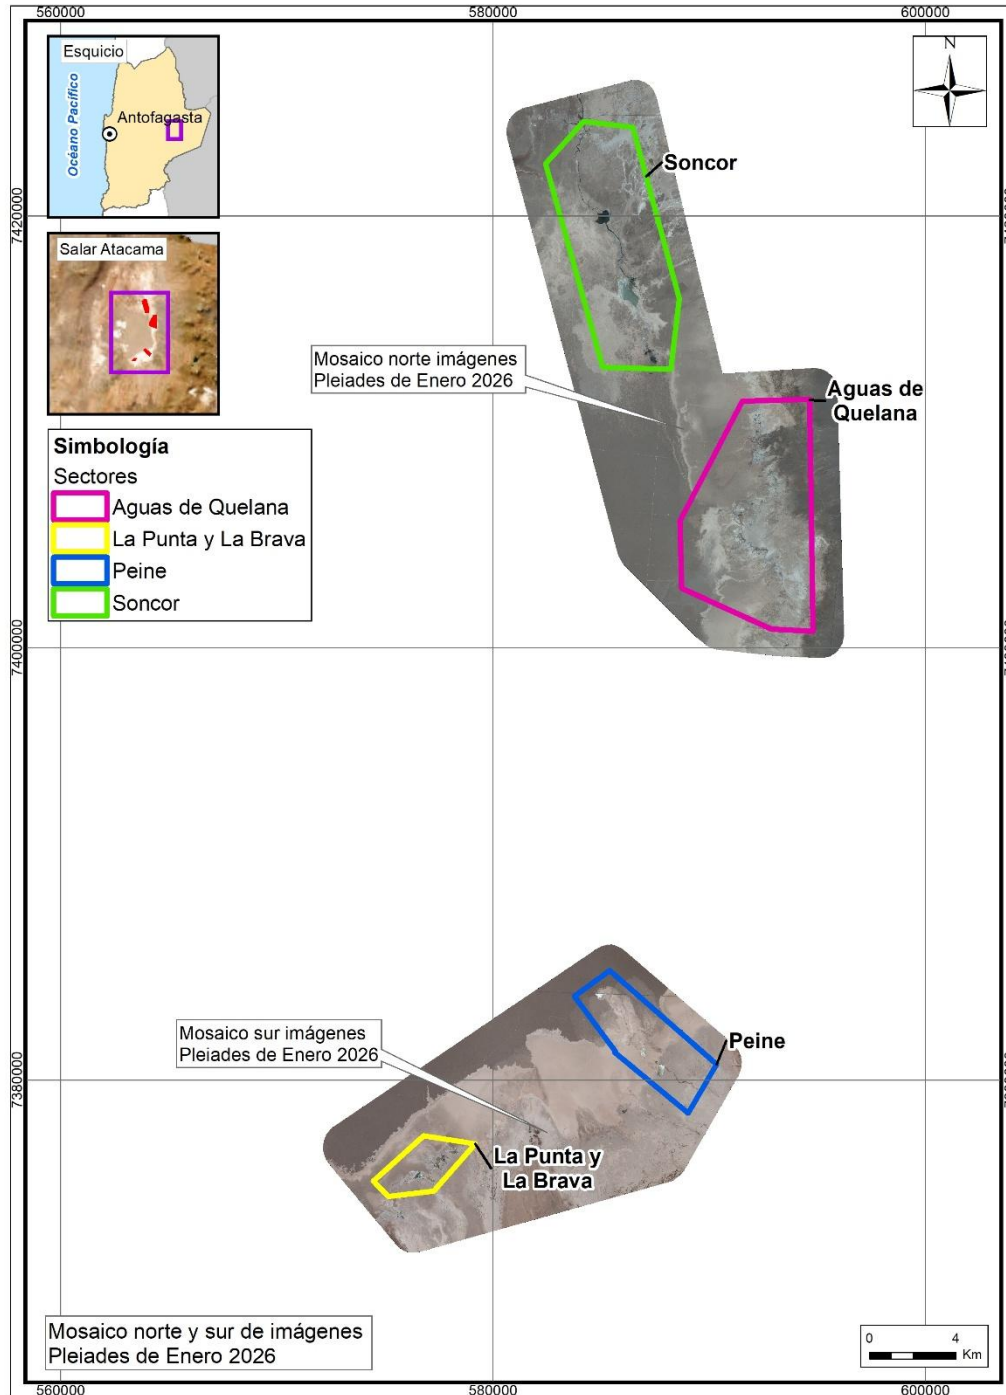 560000
580000
600000
Esquicio
Océano Pacífico
Antofagasta
N
Soncor
7420000
Salar Atacama
Mosaico norte imágenes
Pleiades de Enero 2026
Aguas de
Quelana
Simbología
Sectores
Aguas de Quelana
La Punta y La Brava
Peine
Soncor
7400000
Mosaico sur imágenes
Pleiades de Enero 2026
Peine
7380000
La Punta y
La Brava
Mosaico norte y sur de imágenes
Pleiades de Enero 2026
0 4
Km
560000
580000
600000